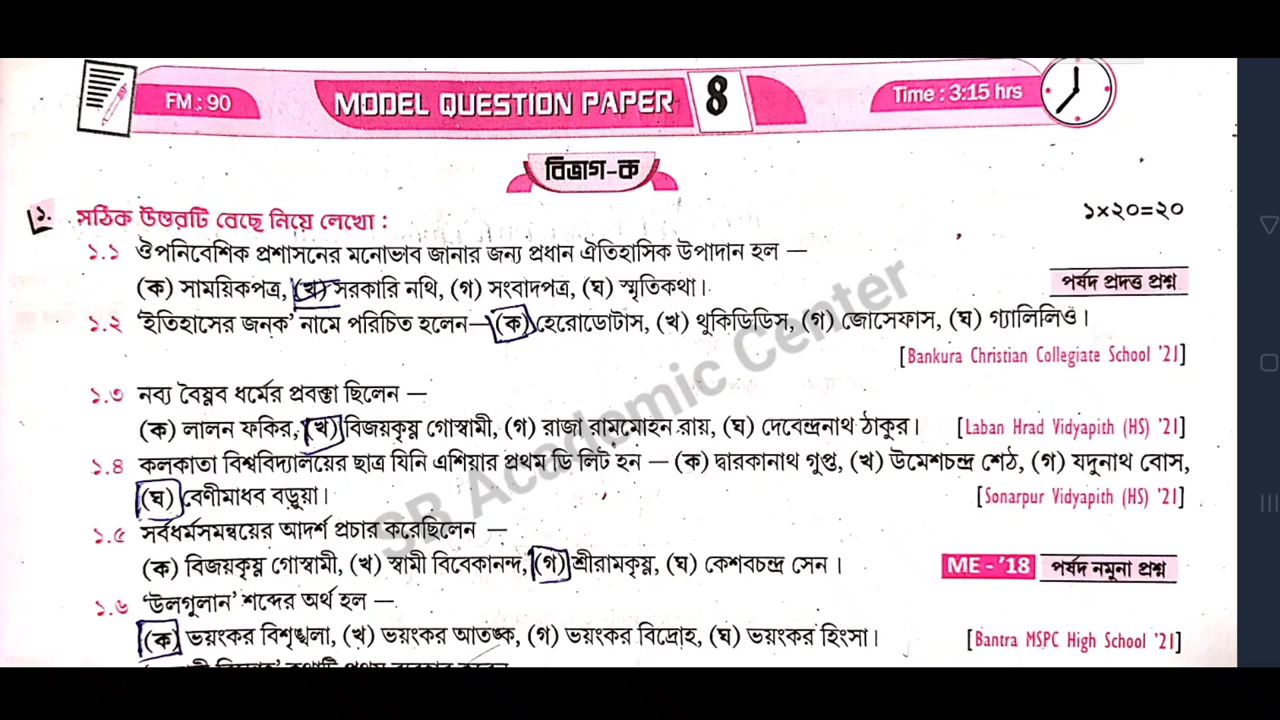 FM : 90
MODEL QUESTION PAPER 8
Time : 3:15 hrs
বিভাগ-ক
১. সঠিক উত্তরটি বেছে নিয়ে লেখো : ১×২০=২০
১.১ ঔপনিবেশিক প্রশাসনের মনোভাব জানার জন্য প্রধান ঐতিহাসিক উপাদান হল —
(ক) সাময়িকপত্র, (খ) সরকারি নথি, (গ) সংবাদপত্র, (ঘ) স্মৃতিকথা। পর্ষদ প্রদত্ত প্রশ্ন
১.২ ‘ইতিহাসের জনক’ নামে পরিচিত হলেন— (ক) হেরোডোটাস, (খ) থুকিডিডিস, (গ) জোসেফাস, (ঘ) গ্যালিলিও।
[Bankura Christian Collegiate School '21]
১.৩ নব্য বৈষ্ণব ধর্মের প্রবক্তা ছিলেন —
(ক) লালন ফকির, (খ) বিজয়কৃষ্ণ গোস্বামী, (গ) রাজা রামমোহন রায়, (ঘ) দেবেন্দ্রনাথ ঠাকুর। [Laban Hrad Vidyapith (HS) '21]
১.৪ কলকাতা বিশ্ববিদ্যালয়ের ছাত্র যিনি এশিয়ার প্রথম ডি লিট হন — (ক) দ্বারকানাথ গুপ্ত, (খ) উমেশচন্দ্র শেঠ, (গ) যদুনাথ বোস,
(ঘ) বেণীমাধব বড়ুয়া। [Sonarpur Vidyapith (HS) '21]
১.৫ সর্বধর্মসমন্বয়ের আদর্শ প্রচার করেছিলেন —
(ক) বিজয়কৃষ্ণ গোস্বামী, (খ) স্বামী বিবেকানন্দ, (গ) শ্রীরামকৃষ্ণ, (ঘ) কেশবচন্দ্র সেন। ME - '18 পর্ষদ নমুনা প্রশ্ন
১.৬ ‘উলগুলান’ শব্দের অর্থ হল —
(ক) ভয়ংকর বিশৃঙ্খলা, (খ) ভয়ংকর আতঙ্ক, (গ) ভয়ংকর বিদ্রোহ, (ঘ) ভয়ংকর হিংসা। [Bantra MSPC High School '21]
SB Academic Center